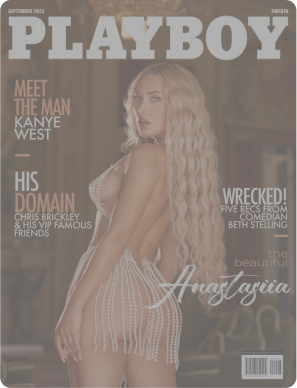 SEPTEMBER 2023
SWEDEN
PLAYBOY
MEET
THE MAN
KANYE
WEST
HIS
DOMAIN
CHRIS BRICKLEY
& HIS VIP FAMOUS
FRIENDS
WRECKED!
FIVE RECS FROM
COMEDIAN
BETH STELLING
the
beautiful
Anastasiia